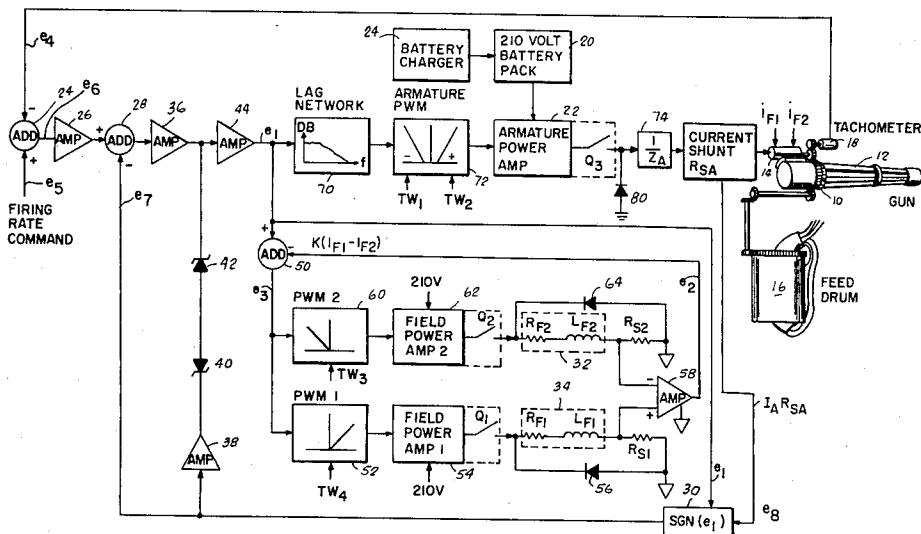 e4
24
BATTERY CHARGER
210 VOLT BATTERY PACK
20
24
e6
ADD
26
AMP
28
ADD
36
AMP
44
AMP
e1
LAG NETWORK
DB
f
70
ARMATURE PWM
72
TW1
TW2
22
ARMATURE POWER AMP
Q3
80
74
1
ZA
CURRENT SHUNT RSA
iF1
iF2
TACHOMETER
18
14
12
10
GUN
e5
FIRING RATE COMMAND
e7
42
40
38
AMP
ADD
50
K(IF1-IF2)
e2
e3
16
FEED DRUM
PWM 2
60
TW3
210V
62
FIELD POWER AMP 2
Q2
64
RF2
LF2
RS2
32
58
AMP
PWM 1
52
TW4
FIELD POWER AMP 1
54
210V
Q1
34
RF1
LF1
RS1
56
IARSA
e1
e8
30
SGN (e1)